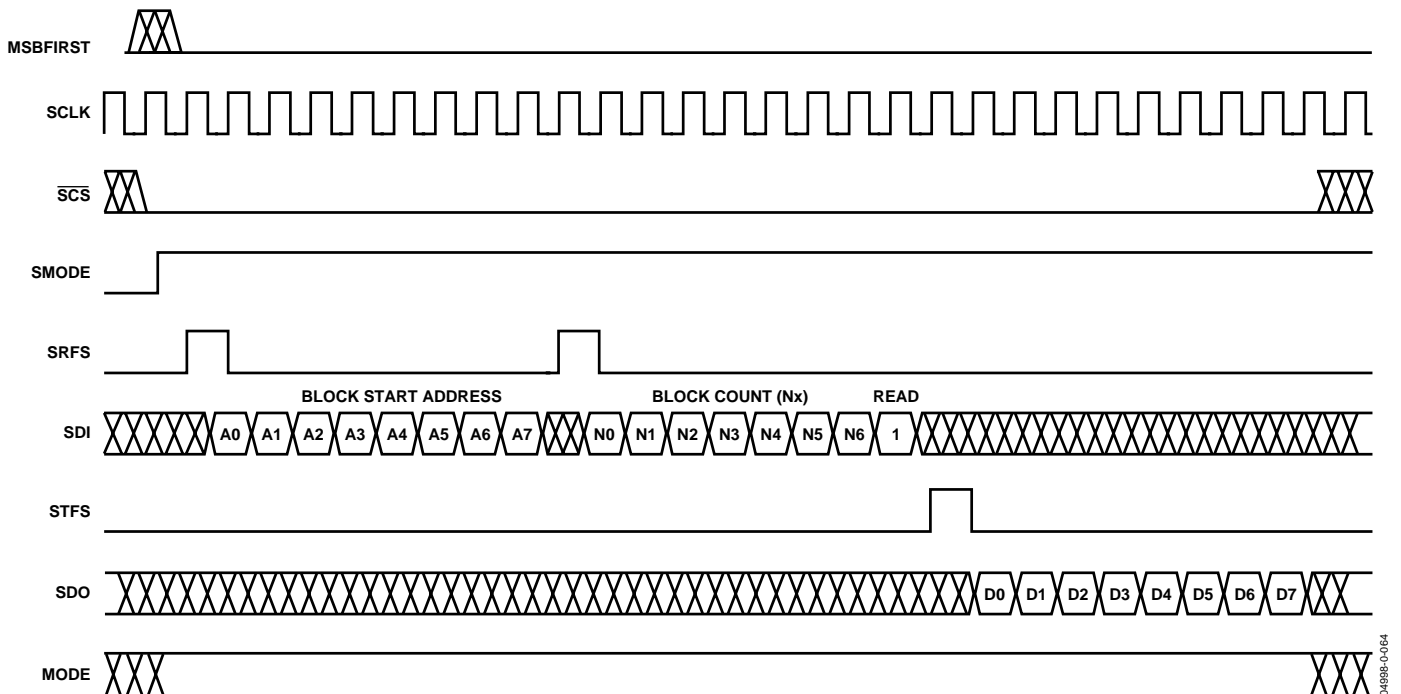 MSBFIRST
SCLK
SCS
SMODE
SRFS
BLOCK START ADDRESS BLOCK COUNT (Nx) READ
SDI A0 A1 A2 A3 A4 A5 A6 A7 N0 N1 N2 N3 N4 N5 N6 1
STFS
SDO D0 D1 D2 D3 D4 D5 D6 D7
MODE
04998-0-064